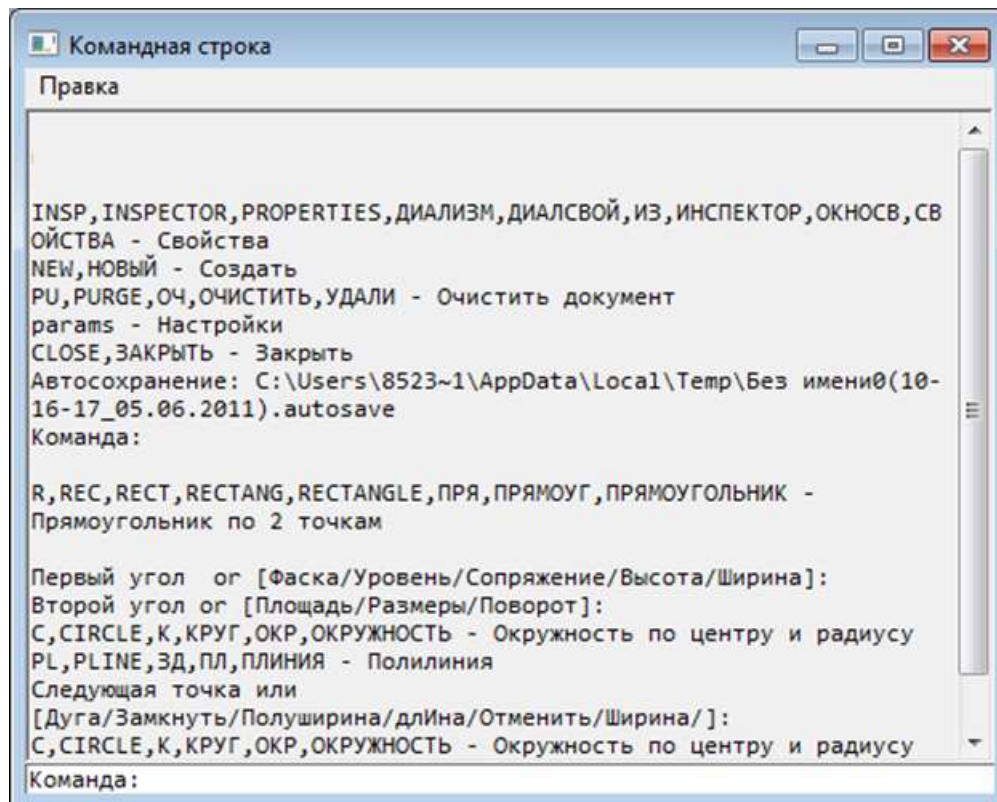 Командная строка
Правка
INSP,INSPECTOR,PROPERTIES,ДИАЛИЗМ,ДИАЛСВОЙ,ИЗ,ИНСПЕКТОР,ОКНОСВ,СВ
ОЙСТВА - Свойства
NEW,НОВЫЙ - Создать
PU,PURGE,ОЧ,ОЧИСТИТЬ,УДАЛИ - Очистить документ
params - Настройки
CLOSE,ЗАКРЫТЬ - Закрыть
Автосохранение: C:\Users\8523~1\AppData\Local\Temp\Без имени0(10-
16-17_05.06.2011).autosave
Команда:
R,REC,RECT,RECTANG,RECTANGLE,ПРЯ,ПРЯМОУГ,ПРЯМОУГОЛЬНИК -
Прямоугольник по 2 точкам
Первый угол  or [Фаска/Уровень/Сопряжение/Высота/Ширина]:
Второй угол or [Площадь/Размеры/Поворот]:
C,CIRCLE,К,КРУГ,ОКР,ОКРУЖНОСТЬ - Окружность по центру и радиусу
PL,PLINE,ЗД,ПЛ,ПЛИНИЯ - Полилиния
Следующая точка или
[Дуга/Замкнуть/Полуширина/длИна/Отменить/Ширина/]:
C,CIRCLE,К,КРУГ,ОКР,ОКРУЖНОСТЬ - Окружность по центру и радиусу
Команда: